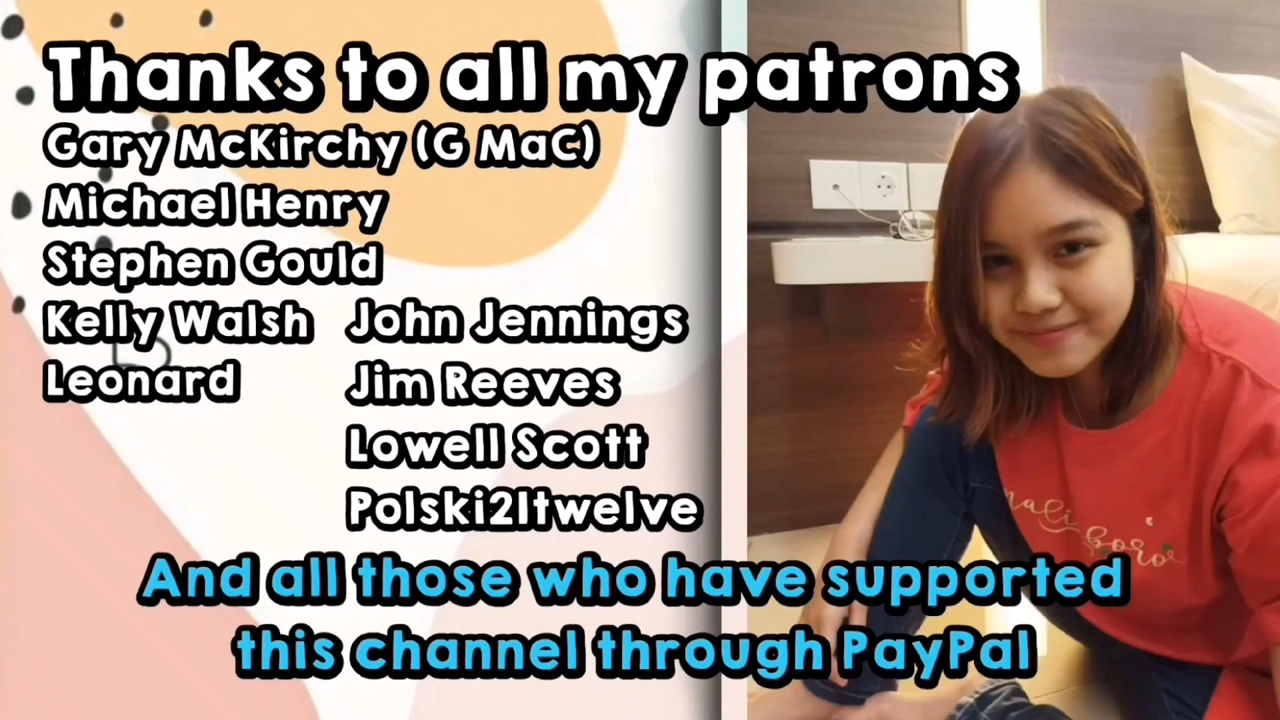 Thanks to all my patrons
Gary McKirchy (G MaC)
Michael Henry
Stephen Gould
Kelly Walsh
Leonard
John Jennings
Jim Reeves
Lowell Scott
Polski21twelve
And all those who have supported
this channel through PayPal